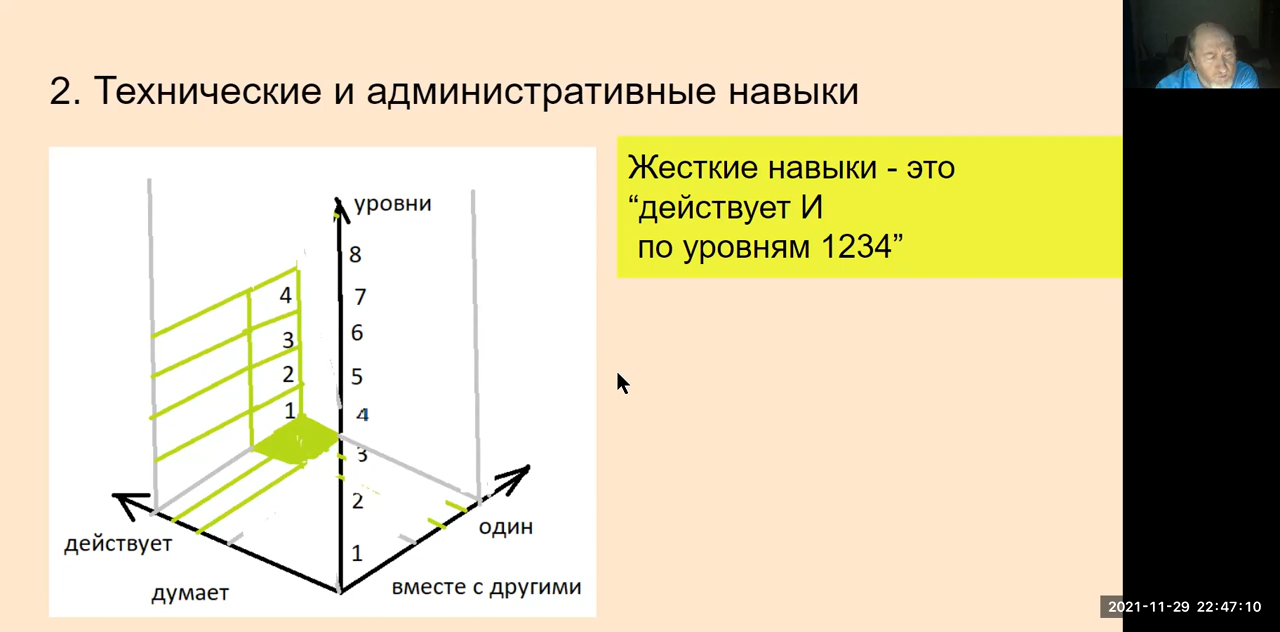 2. Технические и административные навыки
Жесткие навыки - это
“действует И
по уровням 1234”
уровни
8
4
7
3
6
2
5
1
4
3
2
1
действует
думает
один
вместе с другими
2021-11-29 22:47:10